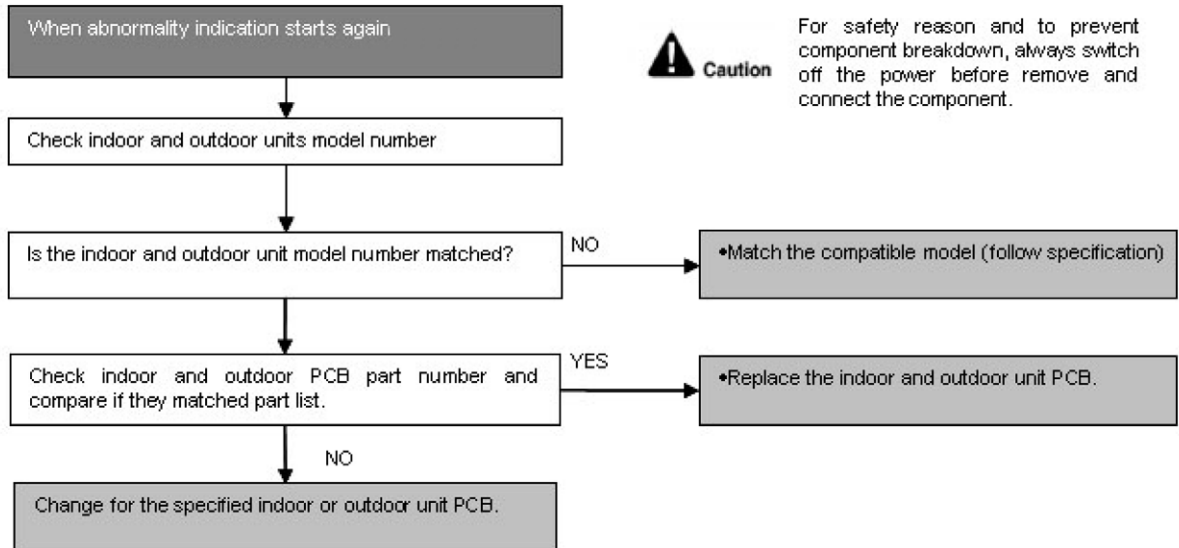 When abnormality indication starts again
For safety reason and to prevent
component breakdown, always switch
off the power before remove and
connect the component.
Caution
Check indoor and outdoor units model number
Is the indoor and outdoor unit model number matched?
NO
•Match the compatible model (follow specification)
Check indoor and outdoor PCB part number and
compare if they matched part list.
YES
•Replace the indoor and outdoor unit PCB.
NO
Change for the specified indoor or outdoor unit PCB.